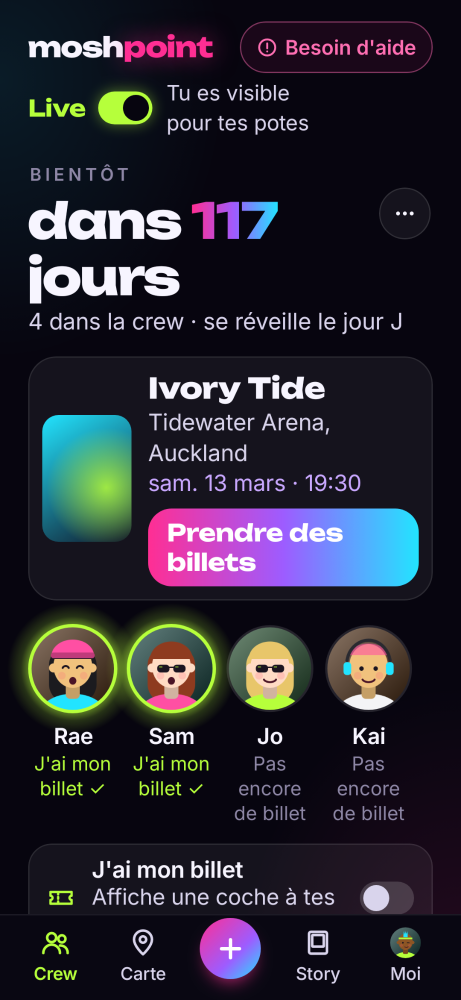 moshpoint
Besoin d'aide
Live
Tu es visible
pour tes potes
BIENTÔT
dans 117
jours
4 dans la crew · se réveille le jour J
Ivory Tide
Tidewater Arena,
Auckland
sam. 13 mars · 19:30
Prendre des
billets
Rae
J'ai mon
billet ✓
Sam
J'ai mon
billet ✓
Jo
Pas
encore
de billet
Kai
Pas
encore
de billet
J'ai mon billet
Affiche une coche à tes
Crew
Carte
Story
Moi